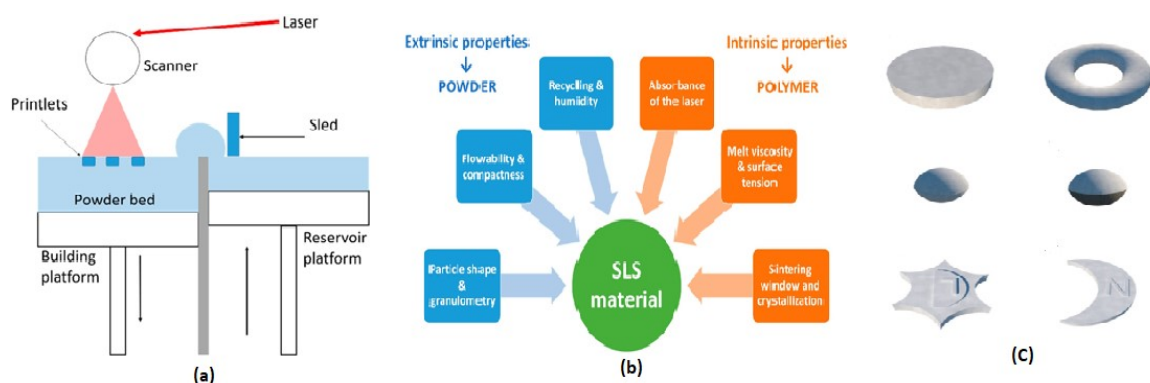 Laser
Scanner
Printlets
Sled
Powder bed
Building
platform
Reservoir
platform
(a)
Extrinsic properties
POWDER
Intrinsic properties
POLYMER
Recycling &
humidity
Absorbance
of the laser
Flowability &
compactness
Melt viscosity
& surface
tension
Particle shape
&
granulometry
SLS
material
Sintering
window and
crystallization
(b)
N
(C)